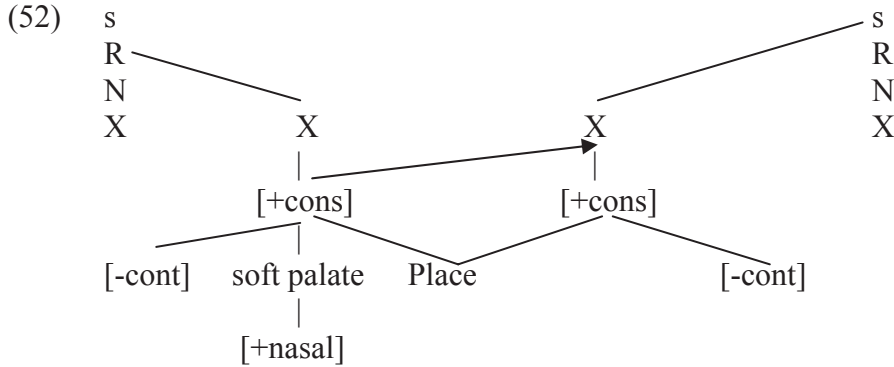 (52) s s
R R
N N
X X X X
[+cons] [+cons]
[-cont] soft palate Place [-cont]
[+nasal]